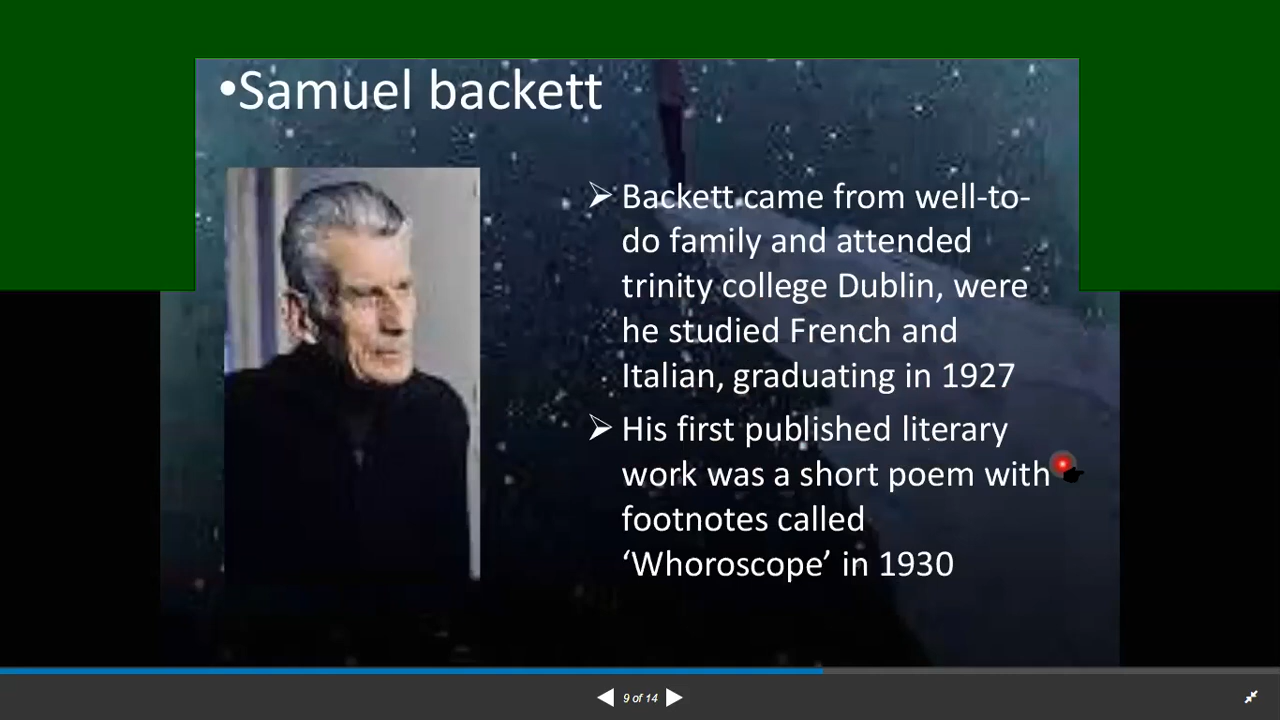 •Samuel backett
➢ Backett came from well-to-
do family and attended
trinity college Dublin, were
he studied French and
Italian, graduating in 1927
➢ His first published literary
work was a short poem with
footnotes called
‘Whoroscope’ in 1930
9 of 14